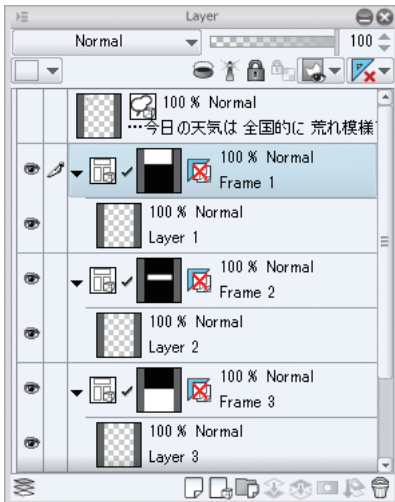 Layer
Normal
100
100 % Normal
…今日の天気は 全国的に 荒れ模様
100 % Normal
Frame 1
100 % Normal
Layer 1
100 % Normal
Frame 2
100 % Normal
Layer 2
100 % Normal
Frame 3
100 % Normal
Layer 3